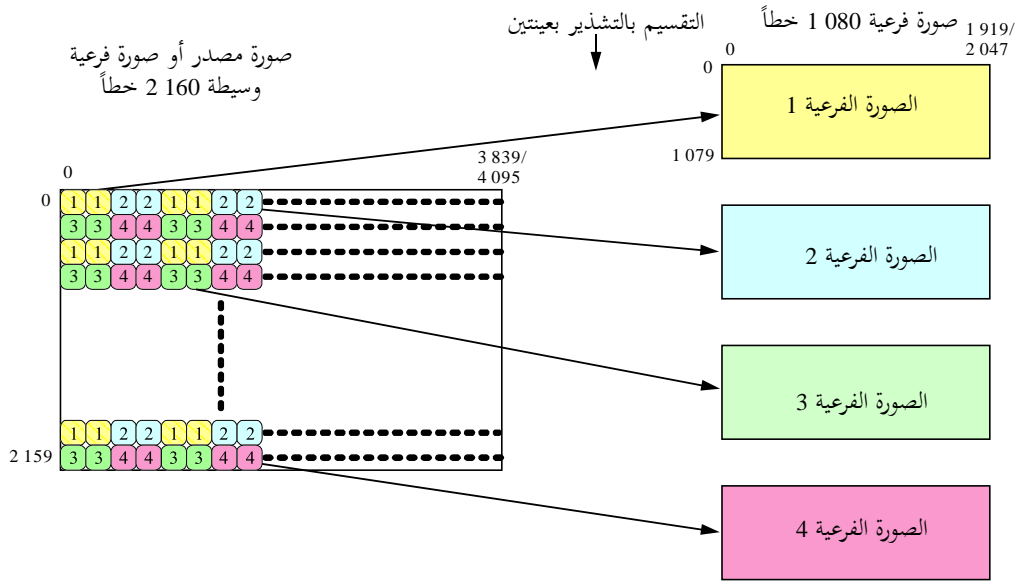 صورة فرعية 080 1 خطاً
1 919/
2 047
0
التقسيم بالتشذير بعينتين
صورة مصدر أو صورة فرعية
وسيطة 160 2 خطاً
0
الصورة الفرعية 1
1 079
3 839/
4 095
0
0
1 1 2 2 1 1 2 2
3 3 4 4 3 3 4 4
1 1 2 2 1 1 2 2
3 3 4 4 3 3 4 4
الصورة الفرعية 2
الصورة الفرعية 3
1 1 2 2 1 1 2 2
2 159
3 3 4 4 3 3 4 4
الصورة الفرعية 4